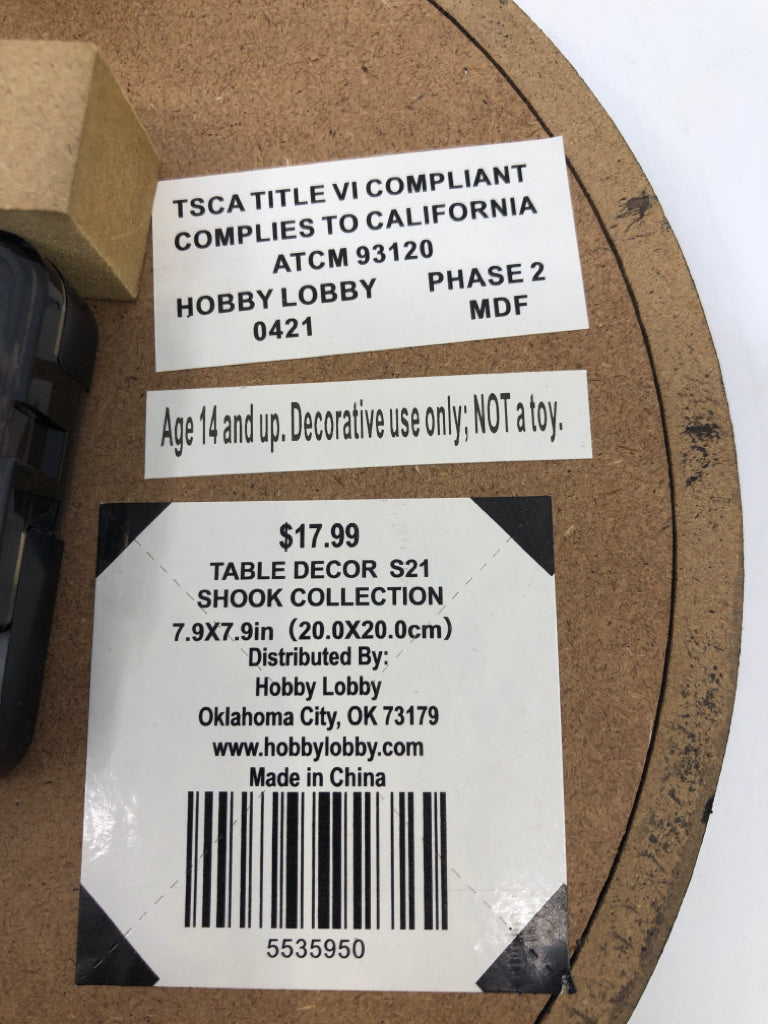 TSCA TITLE VI COMPLIANT
COMPLIES TO CALIFORNIA
ATCM 93120
HOBBY LOBBY PHASE 2
0421 MDF
Age 14 and up. Decorative use only; NOT a toy.
$17.99
TABLE DECOR S21
SHOOK COLLECTION
7.9X7.9in（20.0X20.0cm）
Distributed By:
Hobby Lobby
Oklahoma City, OK 73179
www.hobbylobby.com
Made in China
5535950